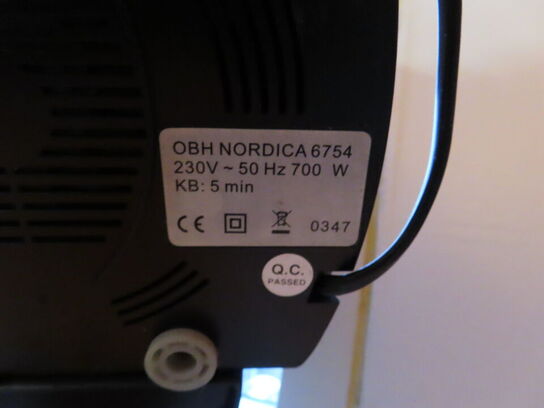 OBH NORDICA 6754
230V ~ 50 Hz 700 W
KB: 5 min
CE 0347
Q.C.
PASSED